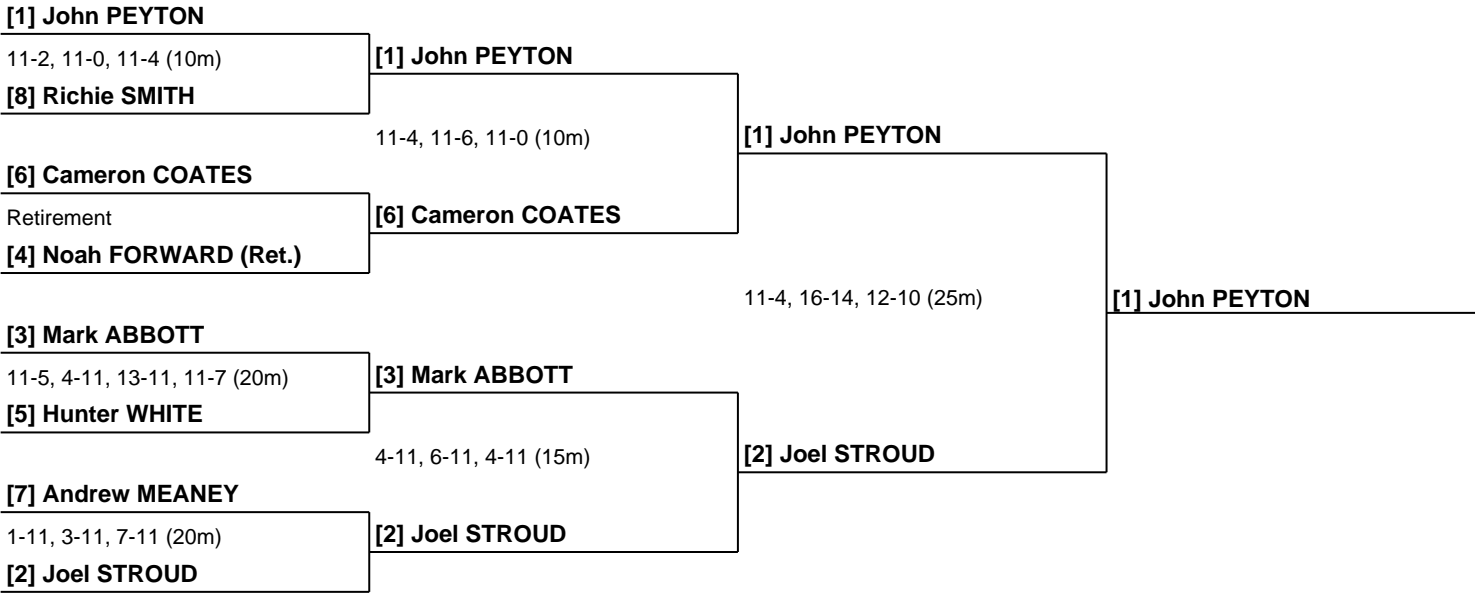 [1] John PEYTON
11-2, 11-0, 11-4 (10m)
[8] Richie SMITH
[6] Cameron COATES
Retirement
[4] Noah FORWARD (Ret.)
[3] Mark ABBOTT
11-5, 4-11, 13-11, 11-7 (20m)
[5] Hunter WHITE
[7] Andrew MEANEY
1-11, 3-11, 7-11 (20m)
[2] Joel STROUD
[1] John PEYTON
11-4, 11-6, 11-0 (10m)
[6] Cameron COATES
[3] Mark ABBOTT
4-11, 6-11, 4-11 (15m)
[2] Joel STROUD
[1] John PEYTON
11-4, 16-14, 12-10 (25m)
[2] Joel STROUD
[1] John PEYTON